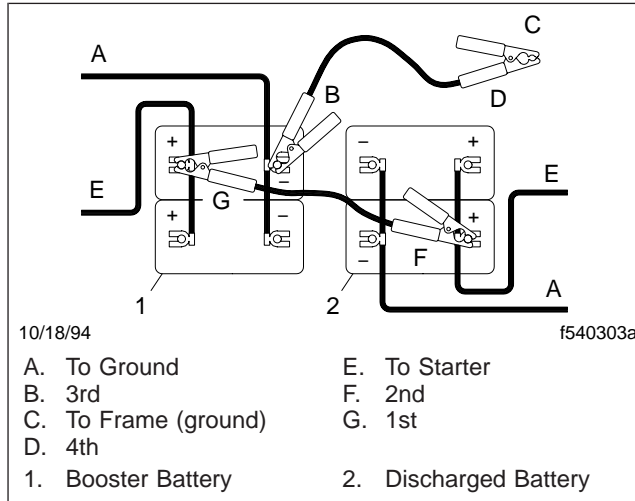 C
A
B
D
+
–
+
E
–
E
G
+
–
+
F
–
A
1
2
10/18/94 f540303a
A. To Ground E. To Starter
B. 3rd F. 2nd
C. To Frame (ground) G. 1st
D. 4th
1. Booster Battery 2. Discharged Battery